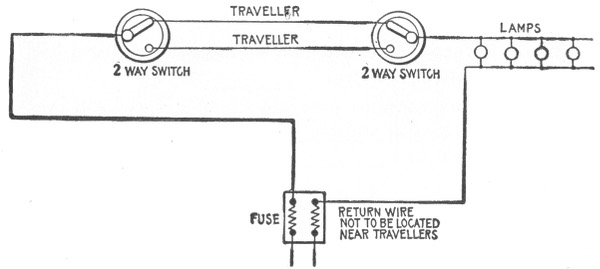 TRAVELLER
LAMPS
TRAVELLER
2 WAY SWITCH
2 WAY SWITCH
FUSE
RETURN WIRE
NOT TO BE LOCATED
NEAR TRAVELLERS